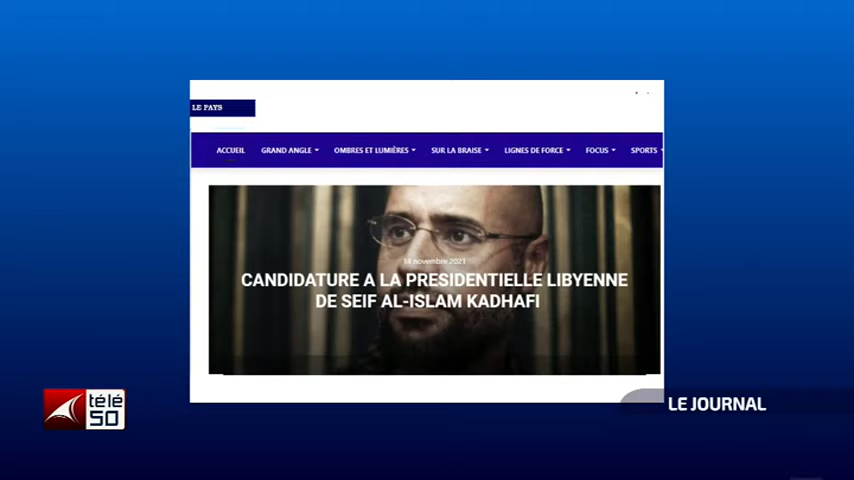 LE PAYS
ACCUEIL GRAND ANGLE OMBRES ET LUMIÈRES SUR LA BRAISE LIGNES DE FORCE FOCUS SPORTS
14 novembre 2021
CANDIDATURE A LA PRESIDENTIELLE LIBYENNE
DE SEIF AL-ISLAM KADHAFI
télé
50
LE JOURNAL